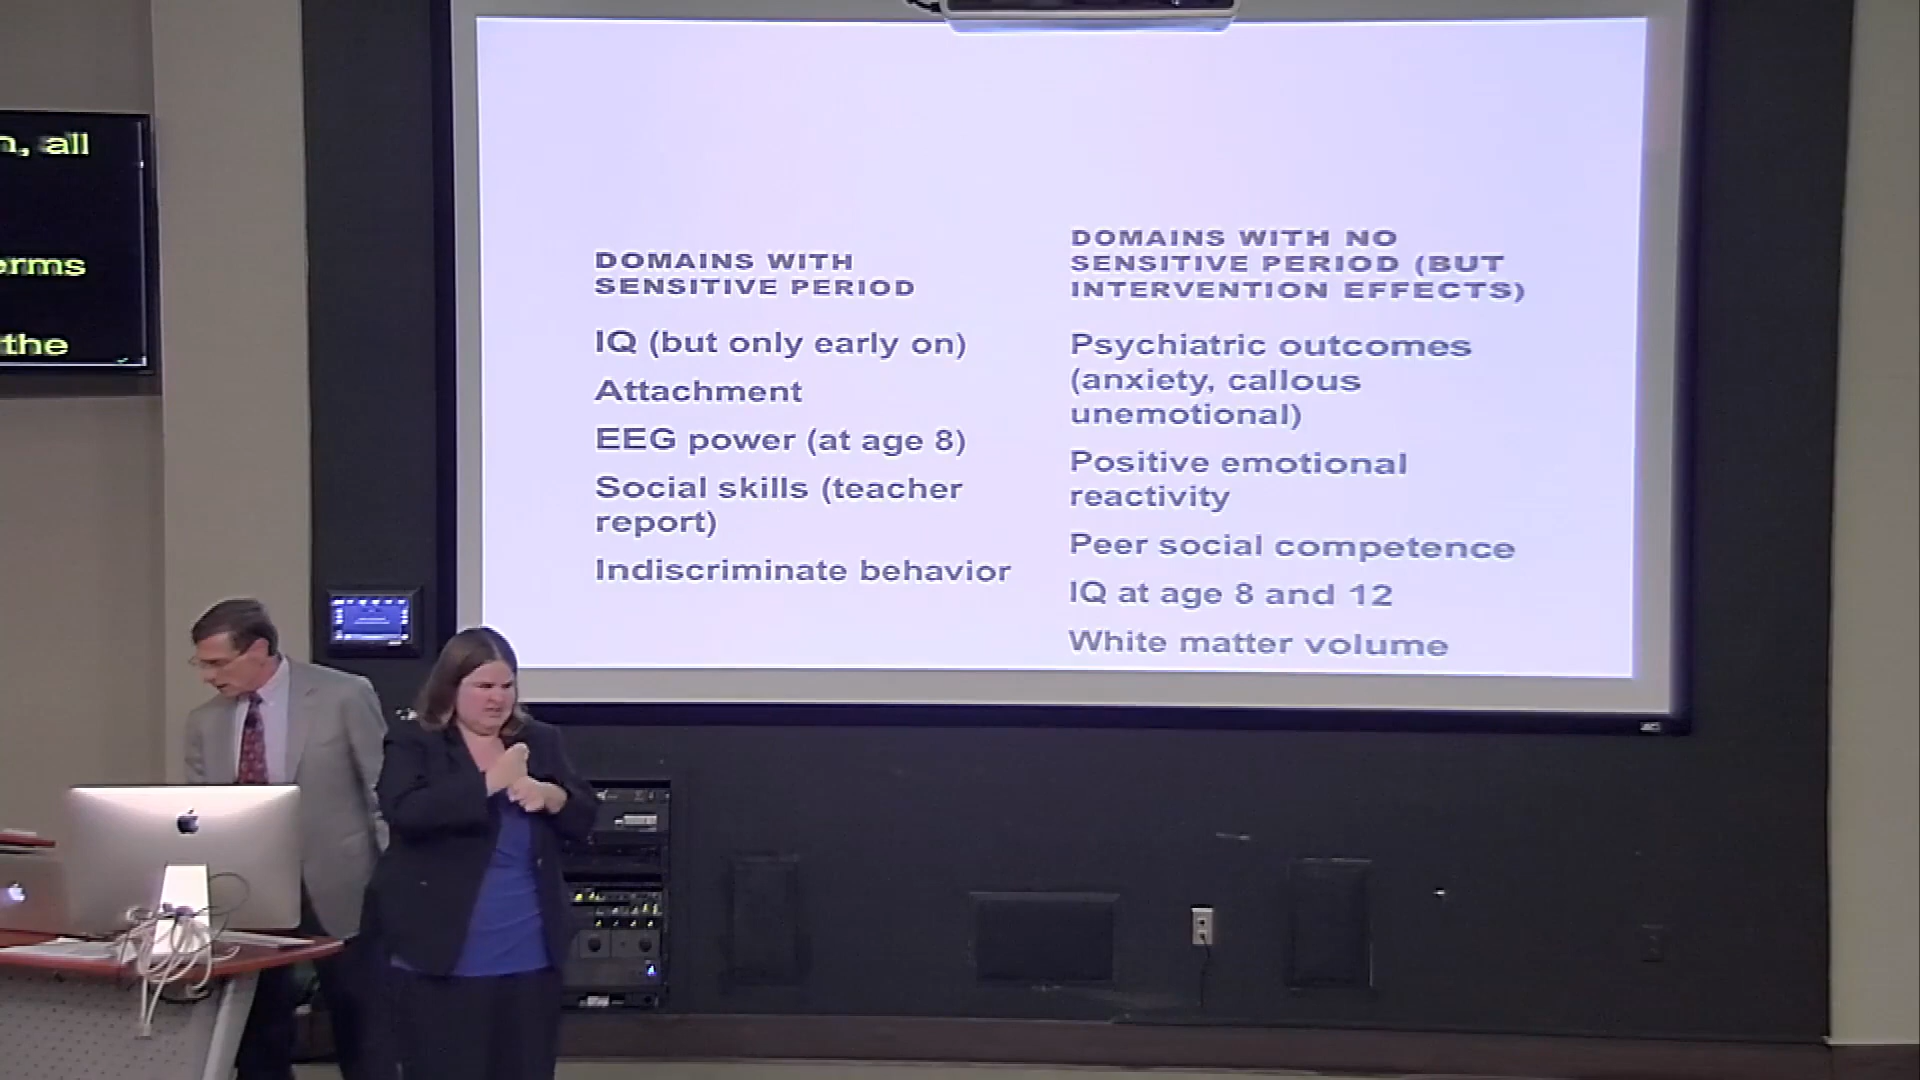 , all
the
DOMAINS WITH
SENSITIVE PERIOD
IQ (but only early on)
Attachment
EEG power (at age 8)
Social skills (teacher
report)
Indiscriminate behavior
DOMAINS WITH NO
SENSITIVE PERIOD (BUT
INTERVENTION EFFECTS)
Psychiatric outcomes
(anxiety, callous
unemotional)
Positive emotional
reactivity
Peer social competence
IQ at age 8 and 12
White matter volume